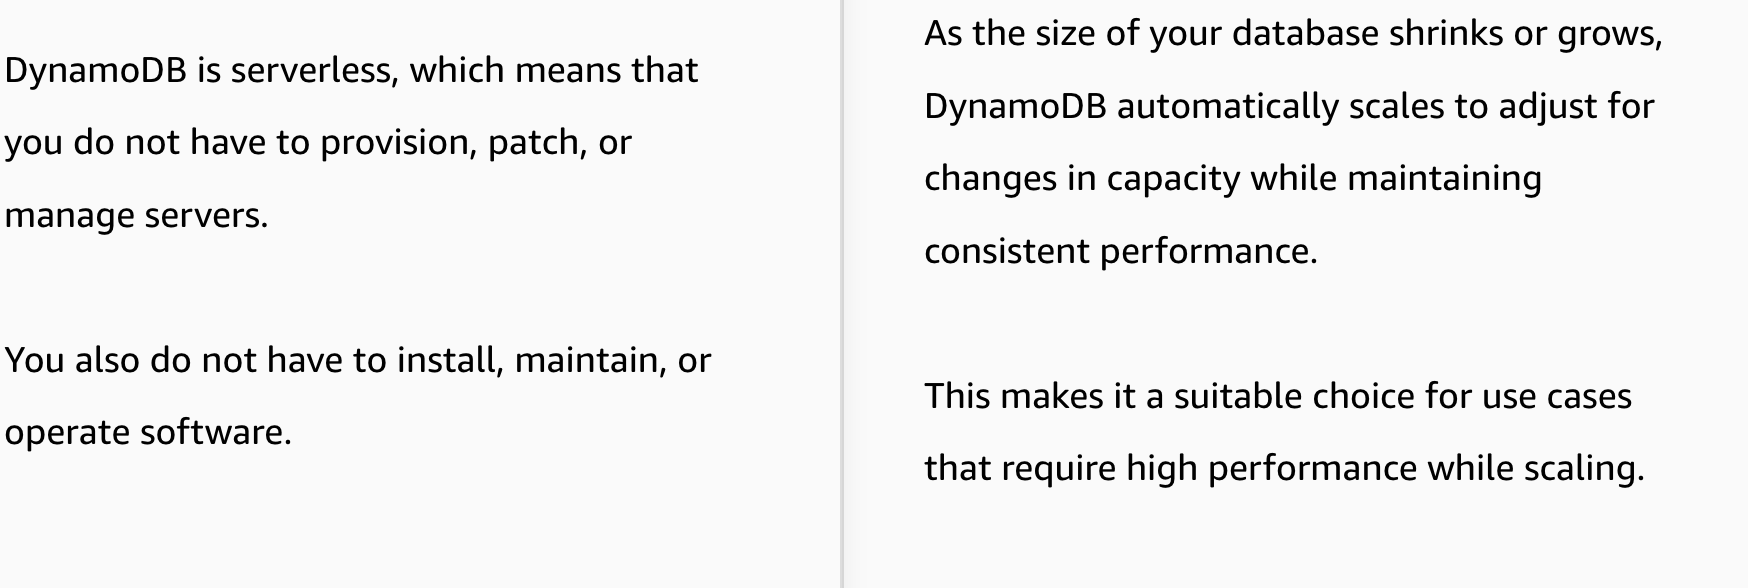 DynamoDB is serverless, which means that
you do not have to provision, patch, or
manage servers.
You also do not have to install, maintain, or
operate software.
As the size of your database shrinks or grows,
DynamoDB automatically scales to adjust for
changes in capacity while maintaining
consistent performance.
This makes it a suitable choice for use cases
that require high performance while scaling.